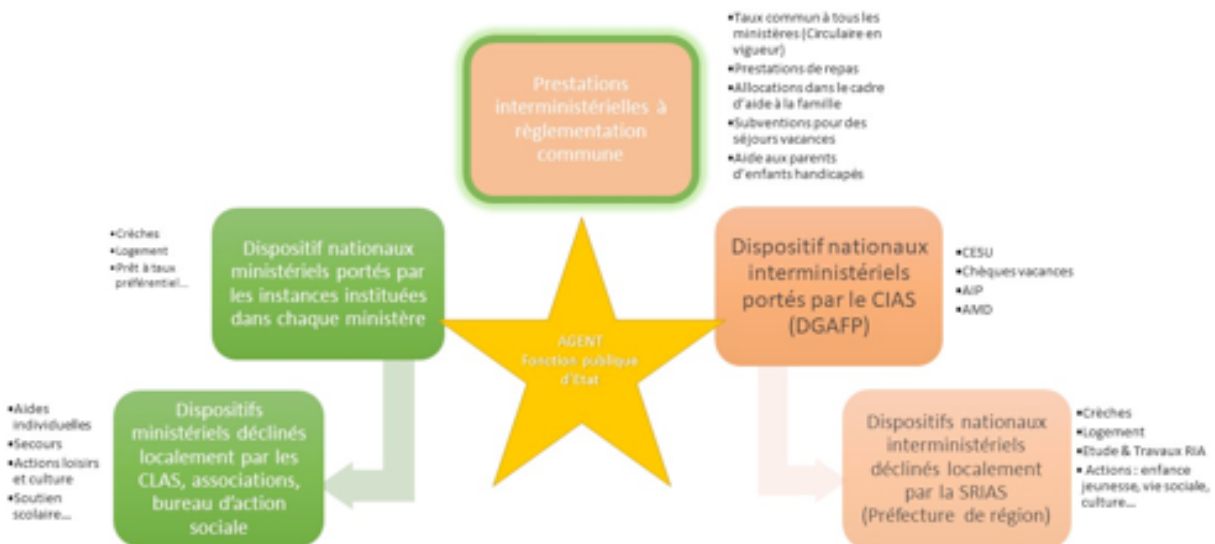 Prestations
interministérielles à
règlementation
commune
▪Taux commun à tous les
ministères (Circulaire en
vigueur)
▪Prestations de repas
▪Allocations dans le cadre
d'aide à la famille
▪Subventions pour des
séjours vacances
▪Aide aux parents
d'enfants handicapés
▪Crèches
▪Logement
▪Prêt à taux
préférentiel...
Dispositif nationaux
ministériels portés par
les instances instituées
dans chaque ministère
Dispositif nationaux
interministériels
portés par le CIAS
(DGAFP)
▪CESU
▪Chèques vacances
▪AIP
▪AMD
AGENT
Fonction publique
d'Etat
▪Aides
individuelles
▪Secours
▪Actions loisirs
et culture
▪Soutien
scolaire...
Dispositifs
ministériels déclinés
localement par les
CLAS, associations,
bureau d'action
sociale
Dispositifs nationaux
interministériels
déclinés localement
par la SRIAS
(Préfecture de région)
▪Crèches
▪Logement
▪Etude & Travaux RIA
▪ Actions : enfance
jeunesse, vie sociale,
culture...